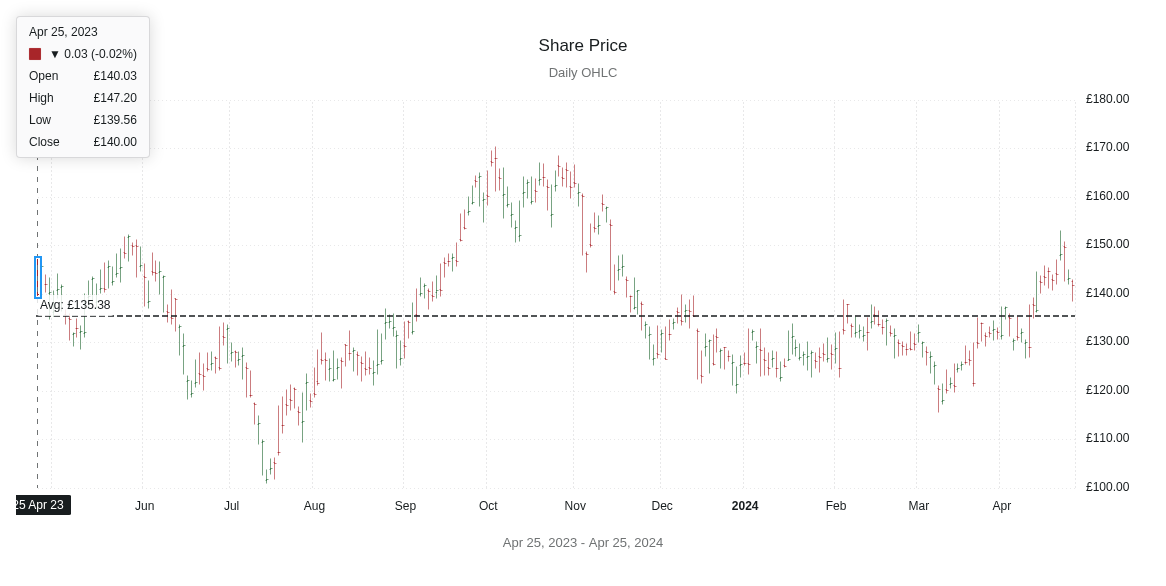 Apr 25, 2023
▼ 0.03 (-0.02%)
Open £140.03
High £147.20
Low £139.56
Close £140.00
Share Price
Daily OHLC
£180.00
£170.00
£160.00
£150.00
£140.00
£130.00
£120.00
£110.00
£100.00
Avg: £135.38
25 Apr 23 Jun Jul Aug Sep Oct Nov Dec 2024 Feb Mar Apr
Apr 25, 2023 - Apr 25, 2024